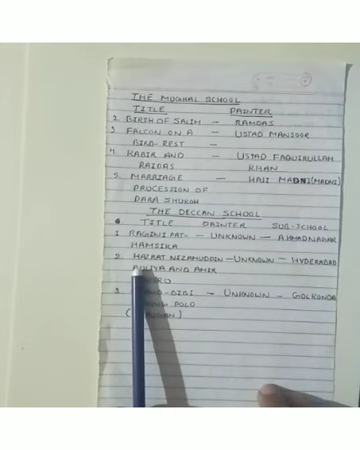 THE MUGHAL SCHOOL
TITLE PAINTER
2. BIRTH OF SALIM - RAMDAS
3 FALCON ON A - USTAD MANSOOR
BIRD-REST -
4. KABIR AND - USTAD FAQUIRULLAH
RAIDAS KHAN
5. MARRIAGE - HAJI MADNI (MADNI)
PROCESSION OF
DARA SHUKOH
THE DECCAN SCHOOL
TITLE PAINTER SUB-SCHOOL
1 RAGINI PAT- - UNKNOWN - AHMADNAGAR
HAMSIKA
2. HAZRAT NIZAMUDDIN - UNKNOWN - HYDERABAD
AULIYA AND AMIR
3 BIBI - UNKNOWN - GOLKONDA
POLO